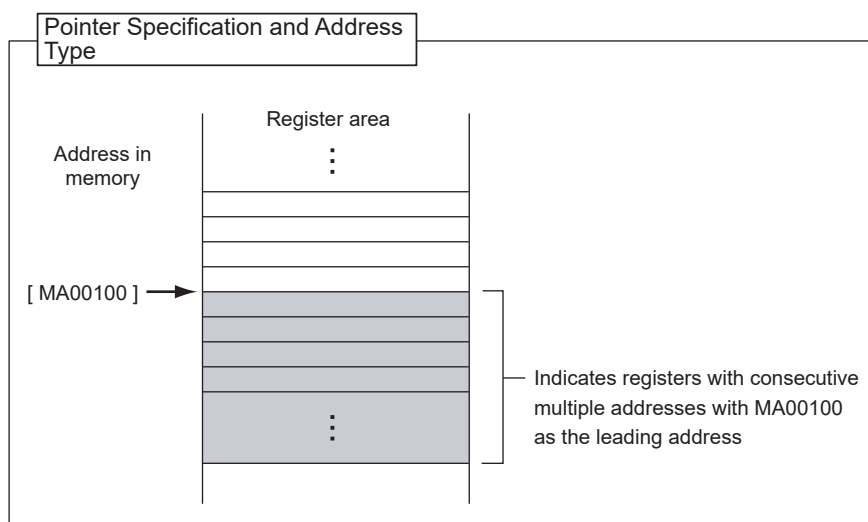 Pointer Specification and Address
Type
Register area
Address in
memory
[ MA00100 ]
Indicates registers with consecutive
multiple addresses with MA00100
as the leading address